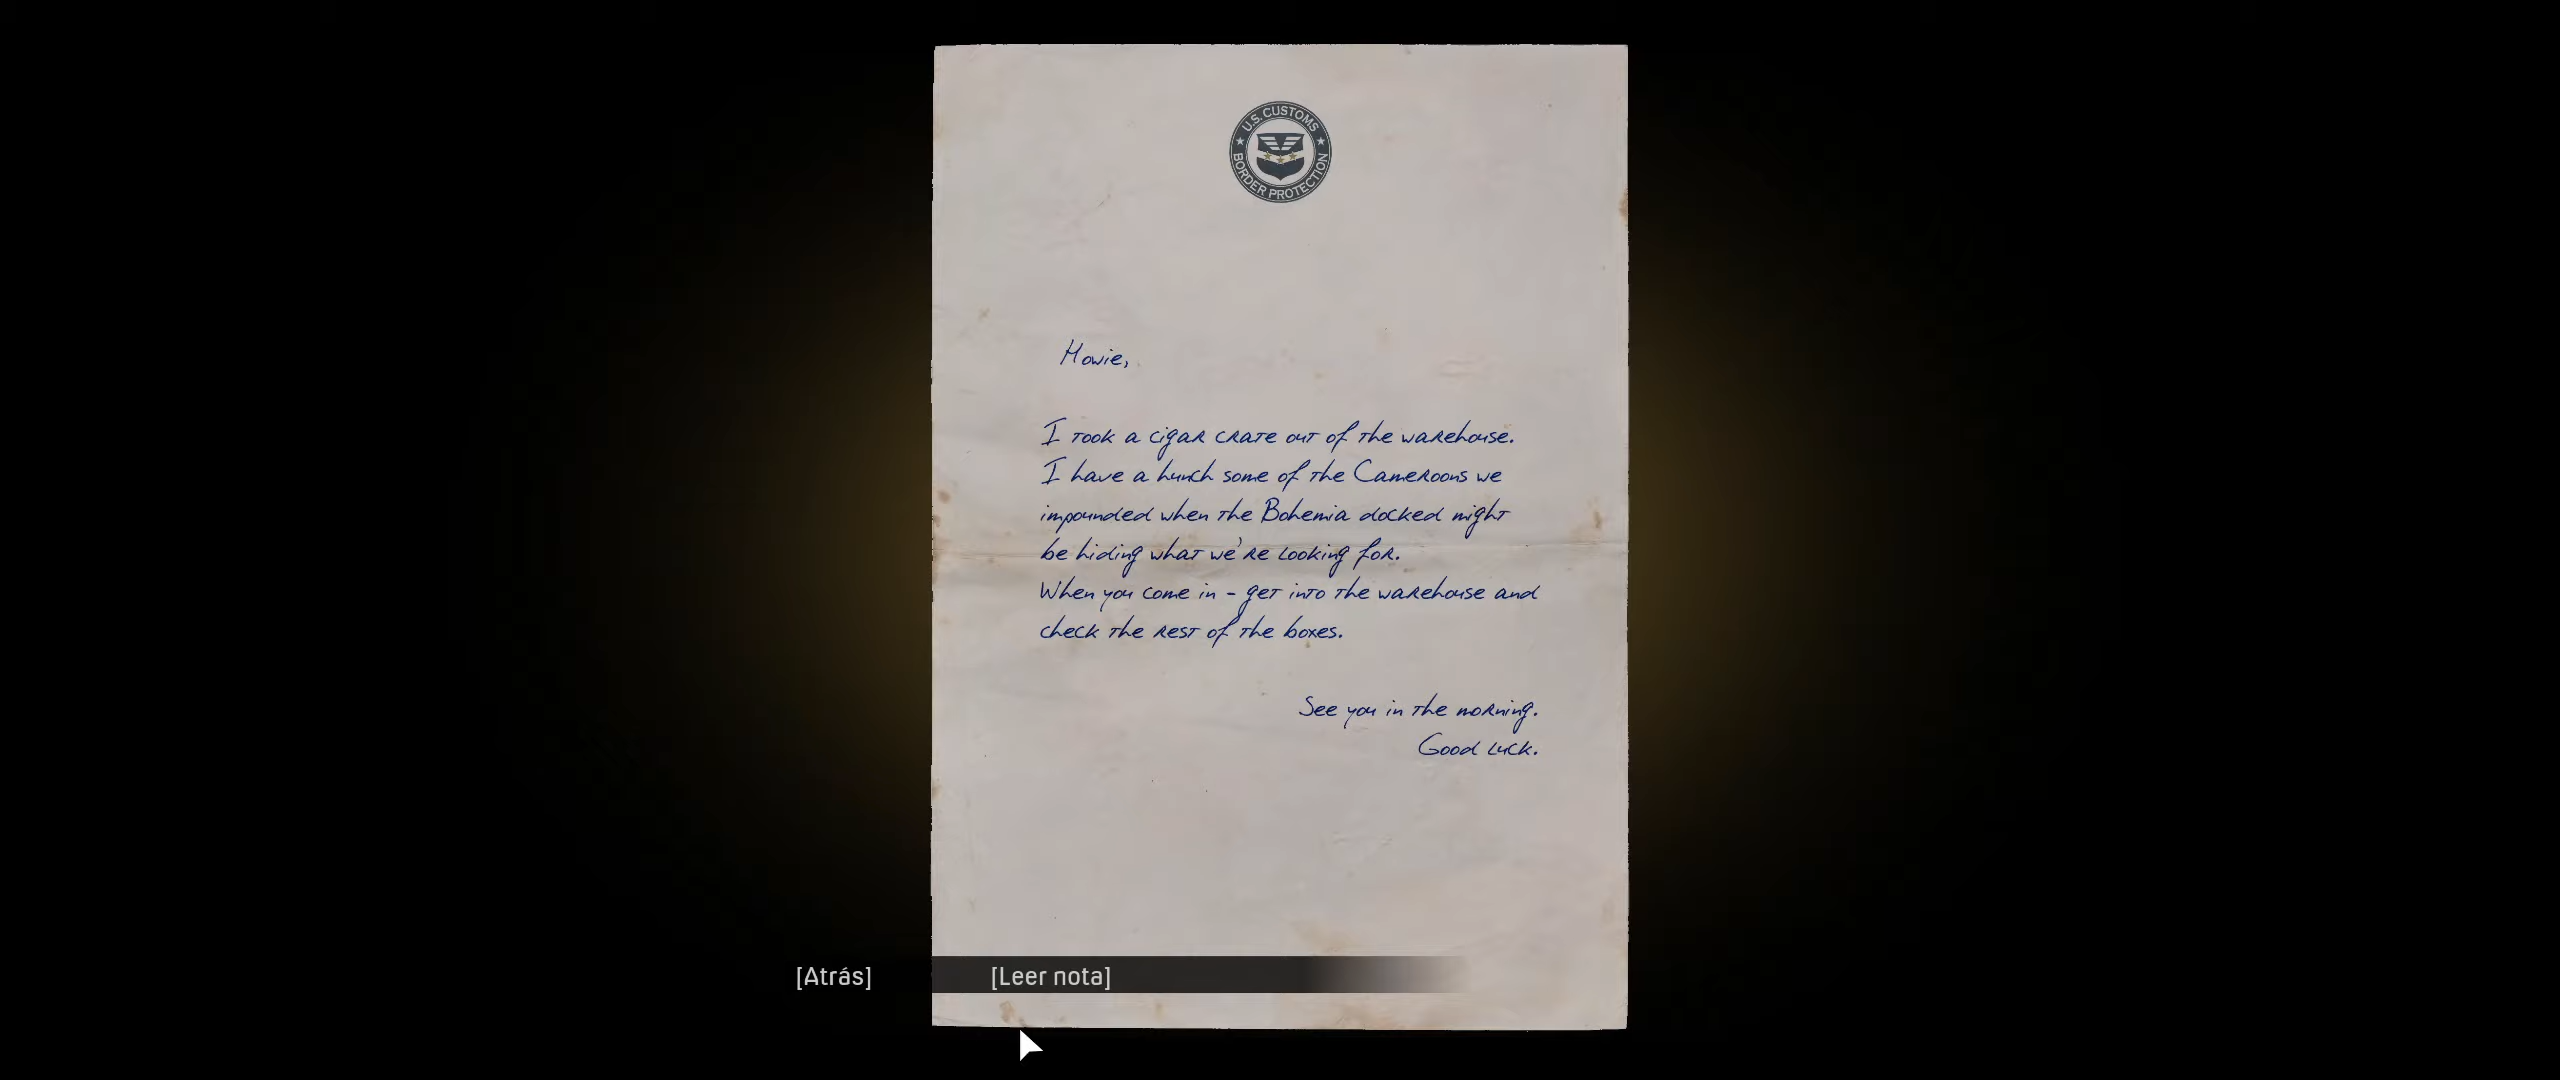 U.S. CUSTOMS
BORDER PROTECTION
Howie,
I took a cigar crate out of the warehouse.
I have a hunch some of the Cameroons we
impounded when the Bohemia docked might
be hiding what we're looking for.
When you come in - get into the warehouse and
check the rest of the boxes.
See you in the morning.
Good luck.
[Atrás] [Leer nota]